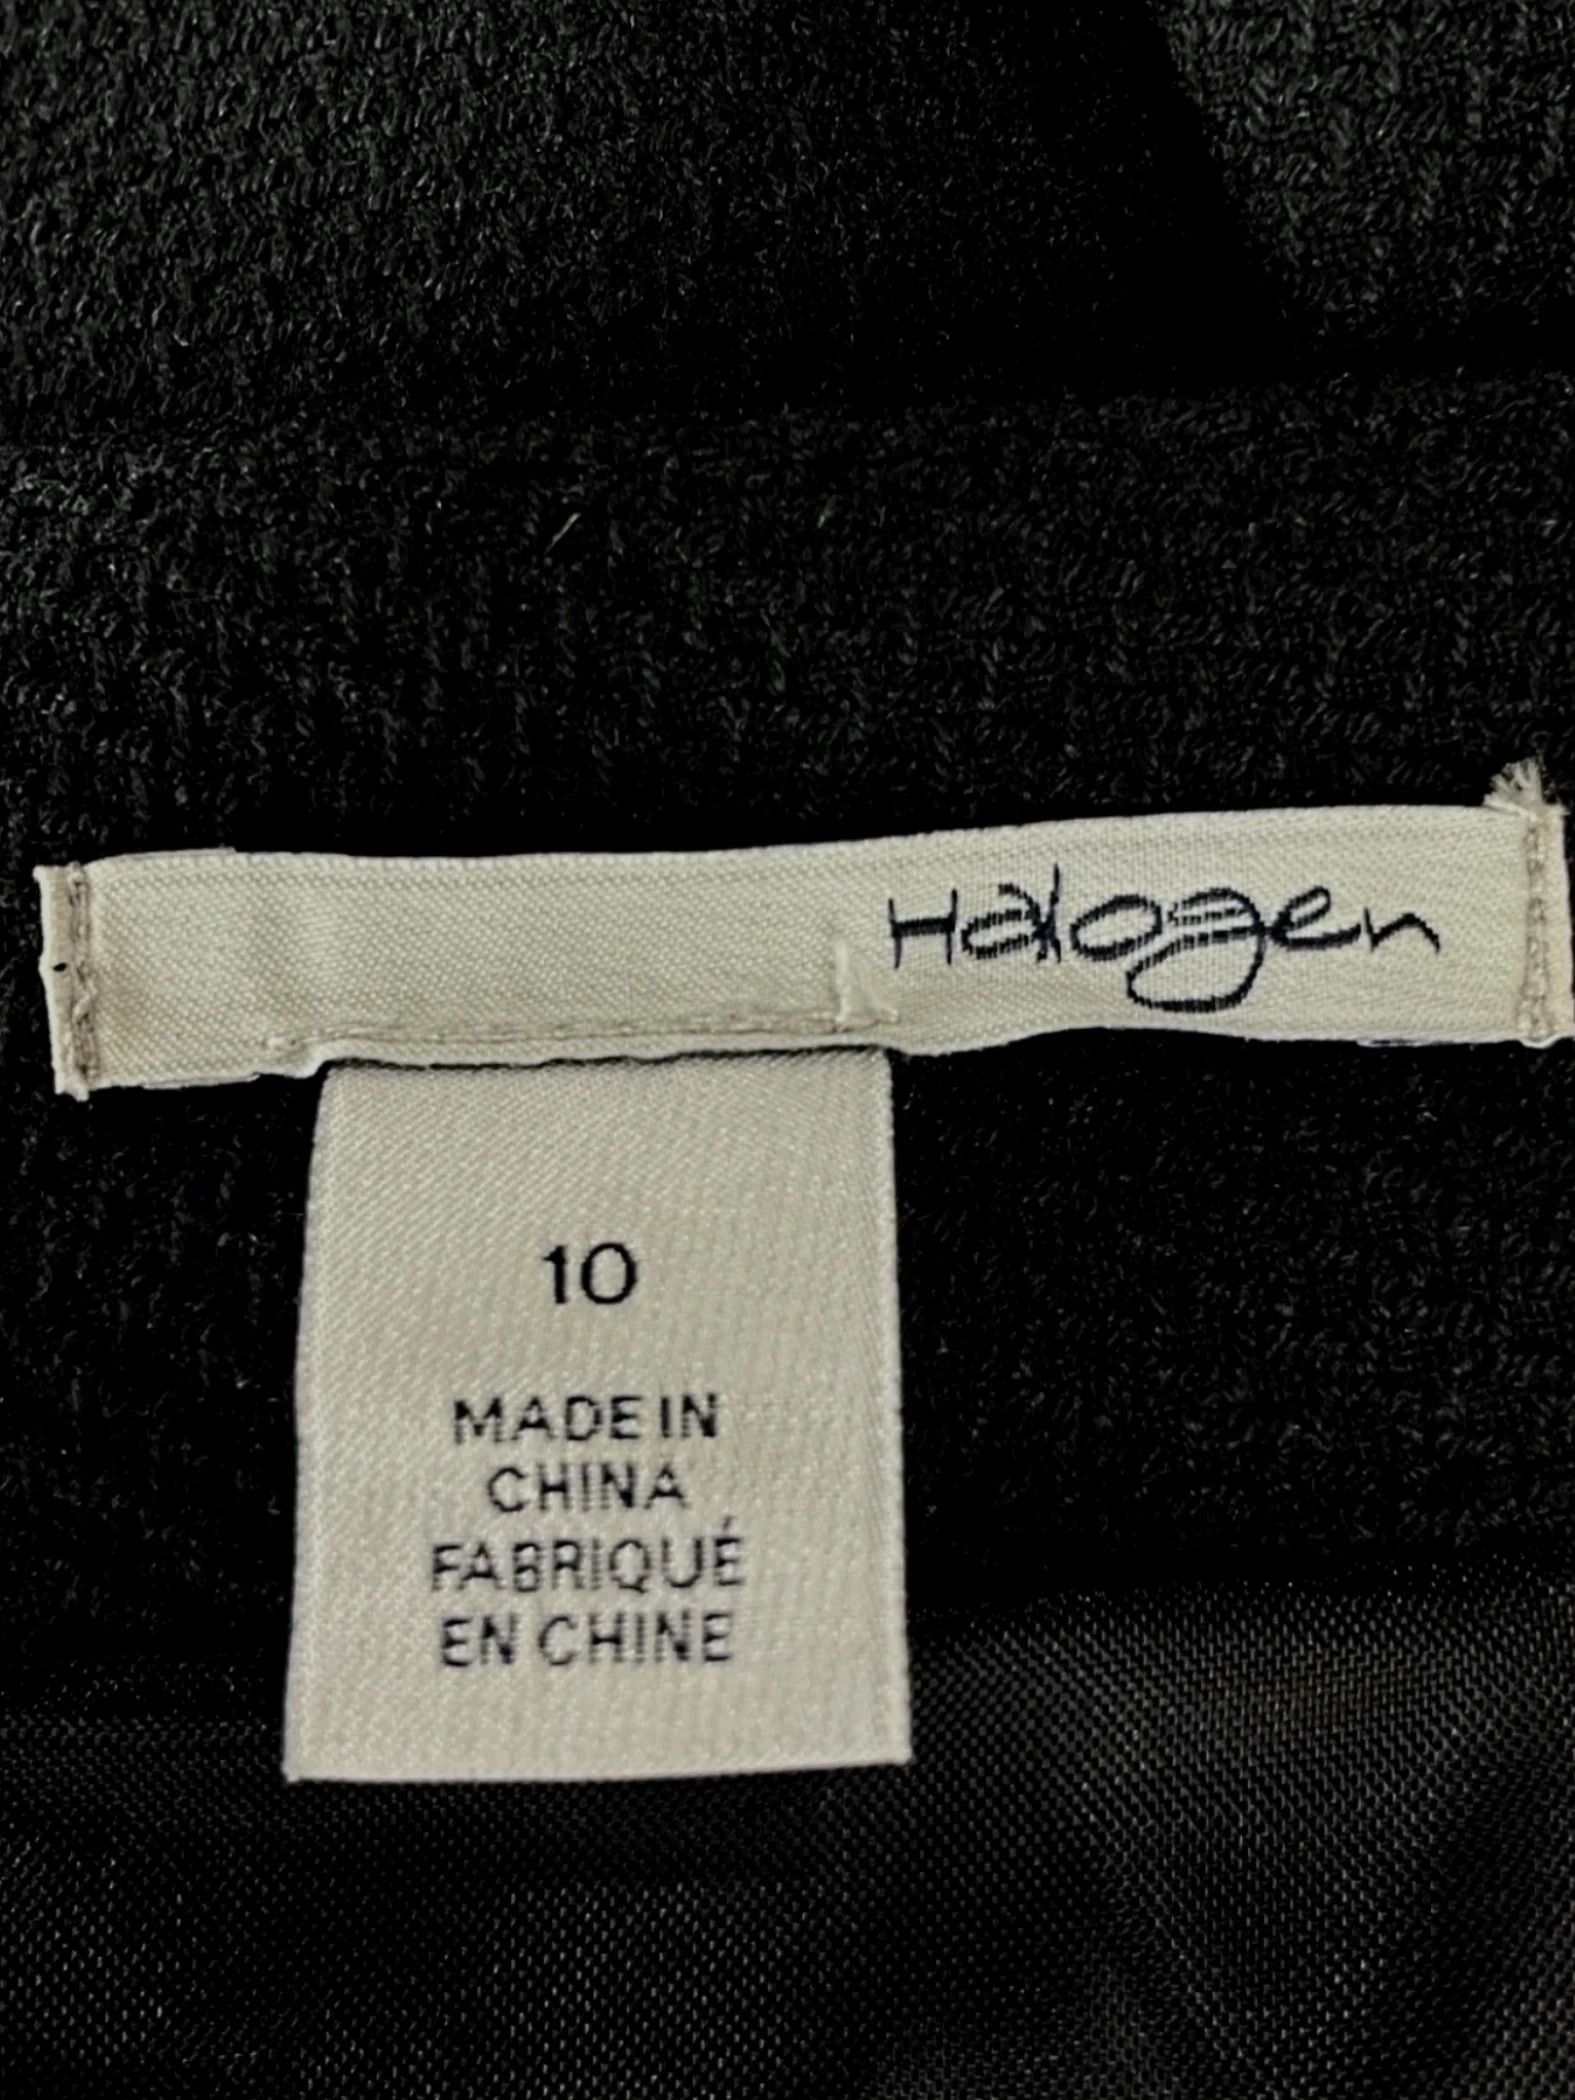 Halogen
10
MADE IN
CHINA
FABRIQUÉ
EN CHINE